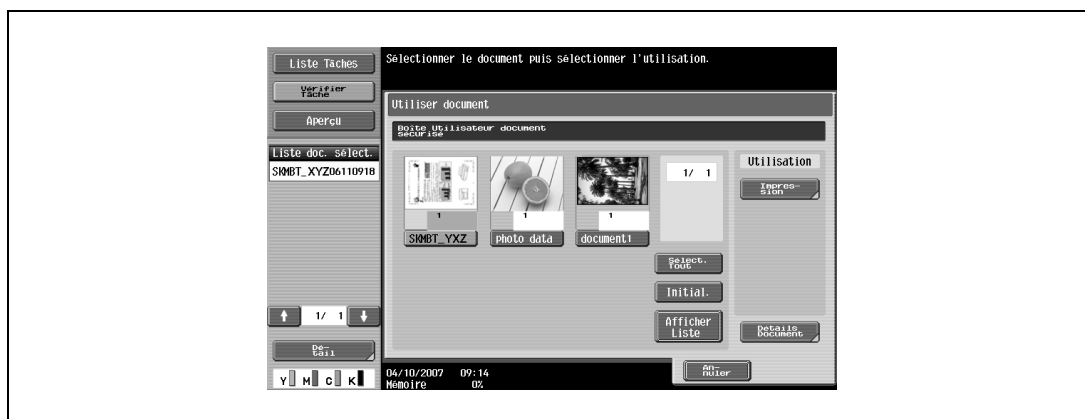 Liste Tâches
Vérifier
Tâche
Aperçu
Liste doc. sélect.
SKMBT_XYZ06110918
1/ 1
Dé-
tail
Y M C K
Sélectionner le document puis sélectionner l'utilisation.
Utiliser document
Boîte Utilisateur document
sécurisé
1
SKMBT_YXZ
1
photo data
1
document1
1/ 1
Sélect.
Tout
Initial.
Afficher
Liste
Utilisation
Impres-
sion
Détails
Document
An-
nuler
04/10/2007 09:14
Mémoire 0%